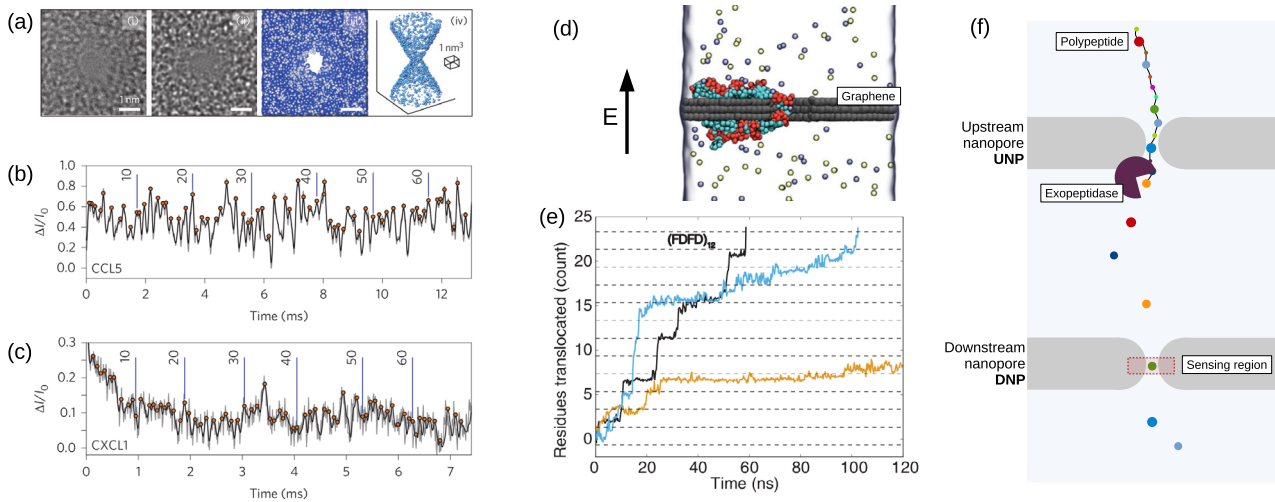 (a)
(i)
(ii)
(iii)
(iv)
1 nm
1 nm³
(b)
ΔI/I₀
1.0
0.8
0.6
0.4
0.2
0.0
10
20
30
40
50
60
CCL5
0
2
4
6
8
10
12
Time (ms)
(c)
ΔI/I₀
0.3
0.2
0.1
0.0
10
20
30
40
50
60
CXCL1
0
1
2
3
4
5
6
7
Time (ms)
(d)
E
Graphene
(e)
Residues translocated (count)
25
20
15
10
5
0
(FDFD)₁₂
0
20
40
60
80
100
120
Time (ns)
(f)
Polypeptide
Upstream
nanopore
UNP
Exopeptidase
Downstream
nanopore
DNP
Sensing region